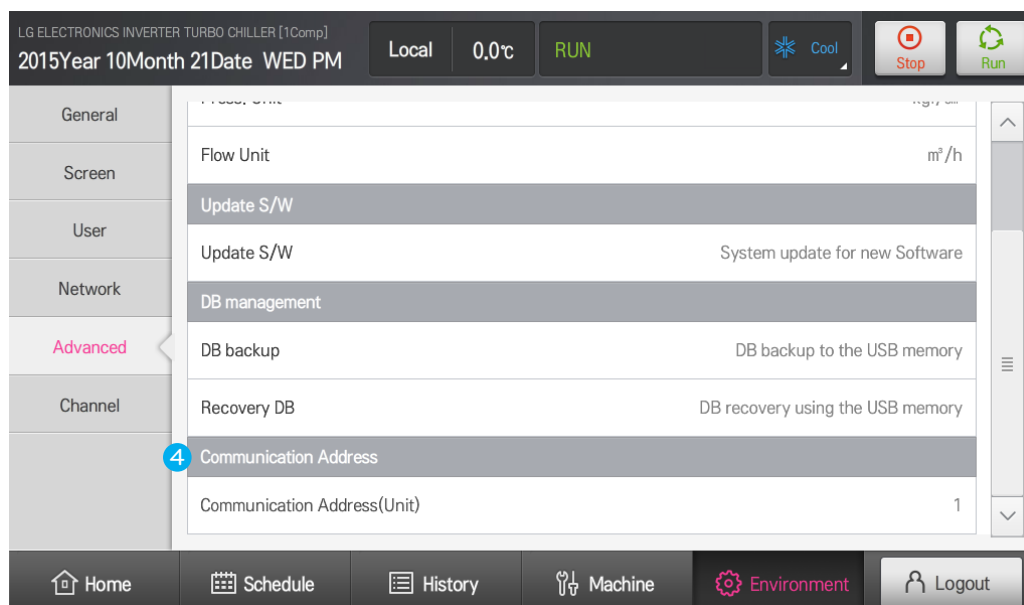 LG ELECTRONICS INVERTER TURBO CHILLER [1Comp]
2015Year 10Month 21Date WED PM
Local 0.0℃ RUN Cool Stop Run
General
Screen
User
Network
Advanced
Channel
Flow Unit m³/h
Update S/W
Update S/W System update for new Software
DB management
DB backup DB backup to the USB memory
Recovery DB DB recovery using the USB memory
4 Communication Address
Communication Address(Unit) 1
Home Schedule History Machine Environment Logout